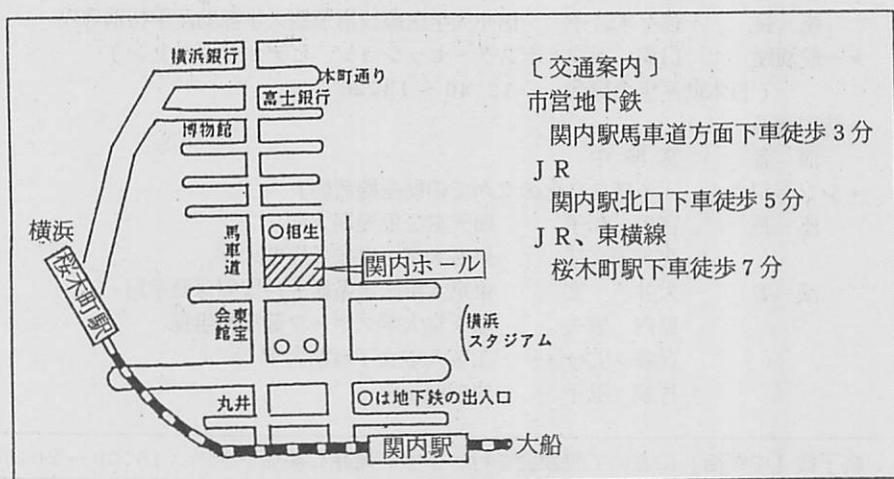 横浜銀行
本町通り
富士銀行
博物館
横浜
桜木町駅
馬車道
○相生
関内ホール
東宝会館
横浜スタジアム
丸井
○は地下鉄の出入口
関内駅
大船
〔交通案内〕
市営地下鉄
関内駅馬車道方面下車徒歩3分
JR
関内駅北口下車徒歩5分
JR、東横線
桜木町駅下車徒歩7分